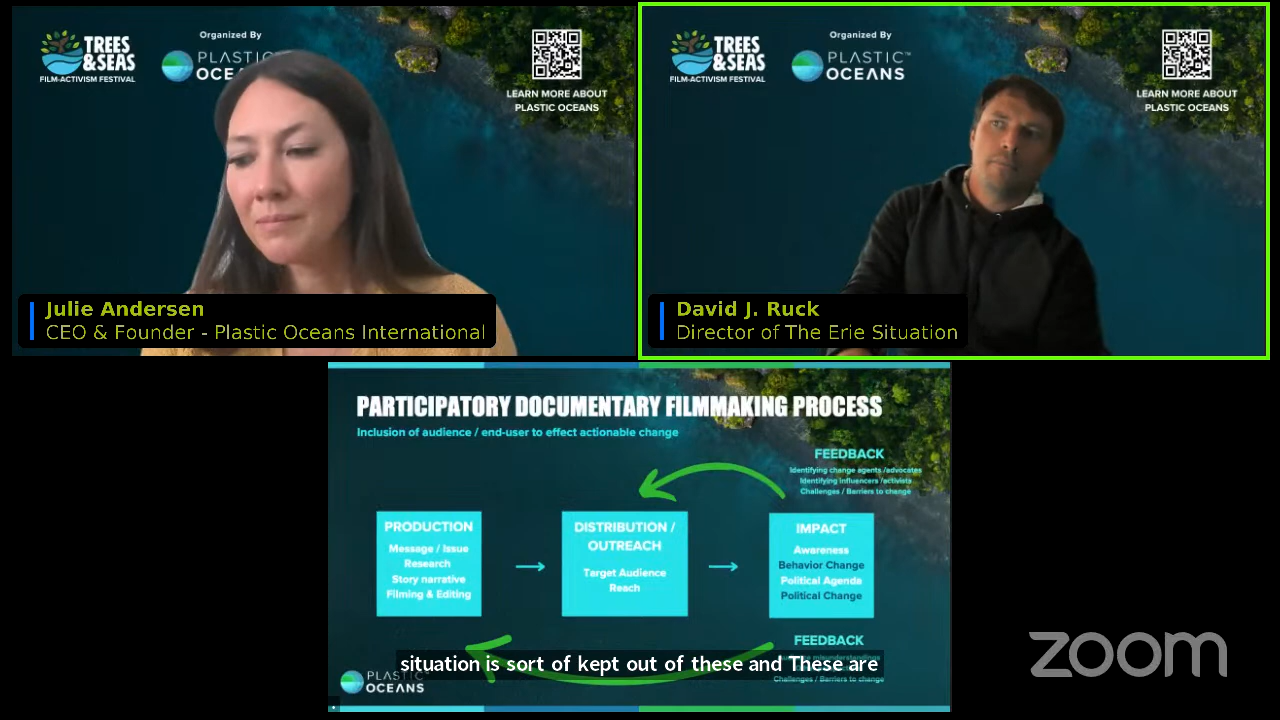 TREES
&SEAS
FILM-ACTIVISM FESTIVAL
Organized By
PLASTIC
OCEANS
LEARN MORE ABOUT
PLASTIC OCEANS
Julie Andersen
CEO & Founder - Plastic Oceans International
TREES
&SEAS
FILM-ACTIVISM FESTIVAL
Organized By
PLASTIC™
OCEANS
LEARN MORE ABOUT
PLASTIC OCEANS
David J. Ruck
Director of The Erie Situation
PARTICIPATORY DOCUMENTARY FILMMAKING PROCESS
Inclusion of audience / end-user to effect actionable change
FEEDBACK
Identifying change agents /advocates
Identifying influencers /activists
Challenges / Barriers to change
PRODUCTION
Message / Issue
Research
Story narrative
Filming & Editing
DISTRIBUTION /
OUTREACH
Target Audience
Reach
IMPACT
Awareness
Behavior Change
Political Agenda
Political Change
FEEDBACK
Challenges / Barriers to change
situation is sort of kept out of these and These are
PLASTIC
OCEANS
zoom